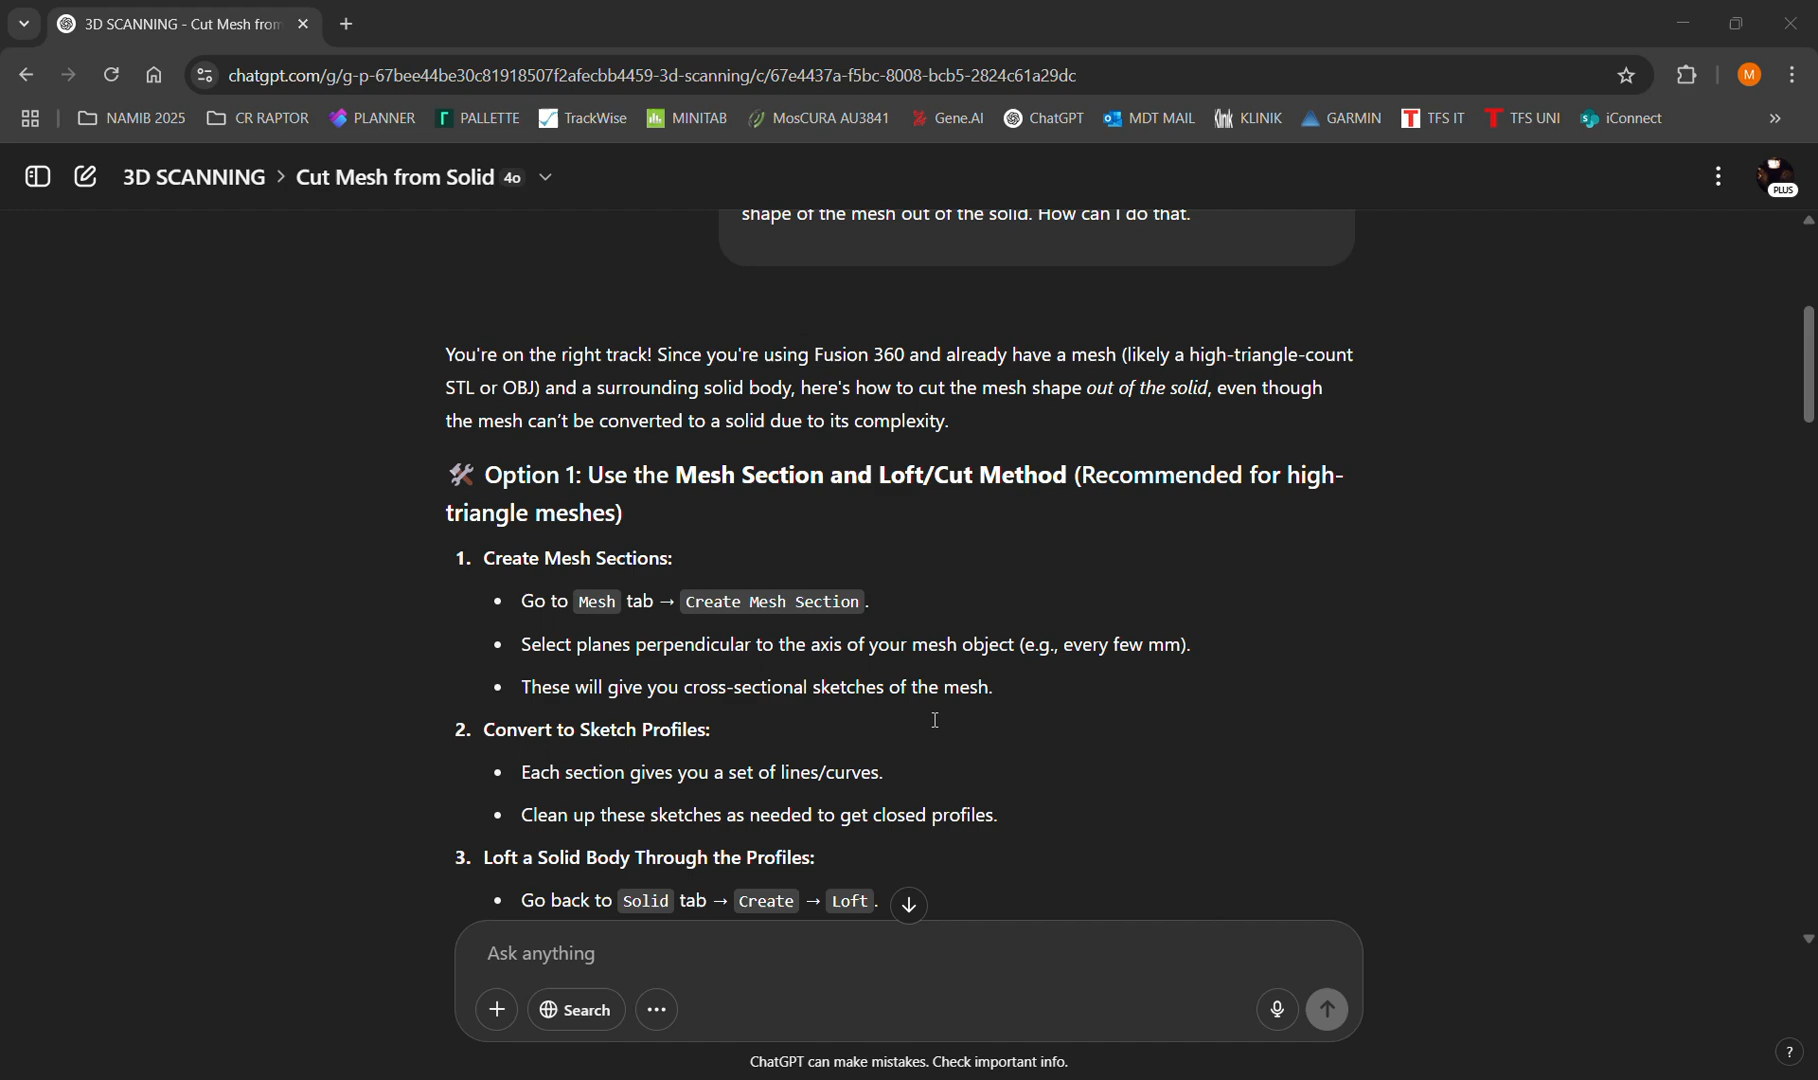 3D SCANNING - Cut Mesh from
chatgpt.com/g/g-p-67bee44be30c81918507f2afecbb4459-3d-scanning/c/67e4437a-f5bc-8008-bcb5-2824c61a29dc
M
NAMIB 2025
CR RAPTOR
PLANNER
PALLETTE
TrackWise
MINITAB
MosCURA AU3841
Gene.AI
ChatGPT
MDT MAIL
KLINIK
GARMIN
TFS IT
TFS UNI
iConnect
3D SCANNING > Cut Mesh from Solid 4o
PLUS
shape of the mesh out of the solid. How can I do that.
You're on the right track! Since you're using Fusion 360 and already have a mesh (likely a high-triangle-count
STL or OBJ) and a surrounding solid body, here's how to cut the mesh shape out of the solid, even though
the mesh can't be converted to a solid due to its complexity.
🛠 Option 1: Use the Mesh Section and Loft/Cut Method (Recommended for high-
triangle meshes)
1. Create Mesh Sections:
• Go to Mesh tab → Create Mesh Section.
• Select planes perpendicular to the axis of your mesh object (e.g., every few mm).
• These will give you cross-sectional sketches of the mesh.
2. Convert to Sketch Profiles:
• Each section gives you a set of lines/curves.
• Clean up these sketches as needed to get closed profiles.
3. Loft a Solid Body Through the Profiles:
• Go back to Solid tab → Create → Loft.
Ask anything
Search
ChatGPT can make mistakes. Check important info.
?